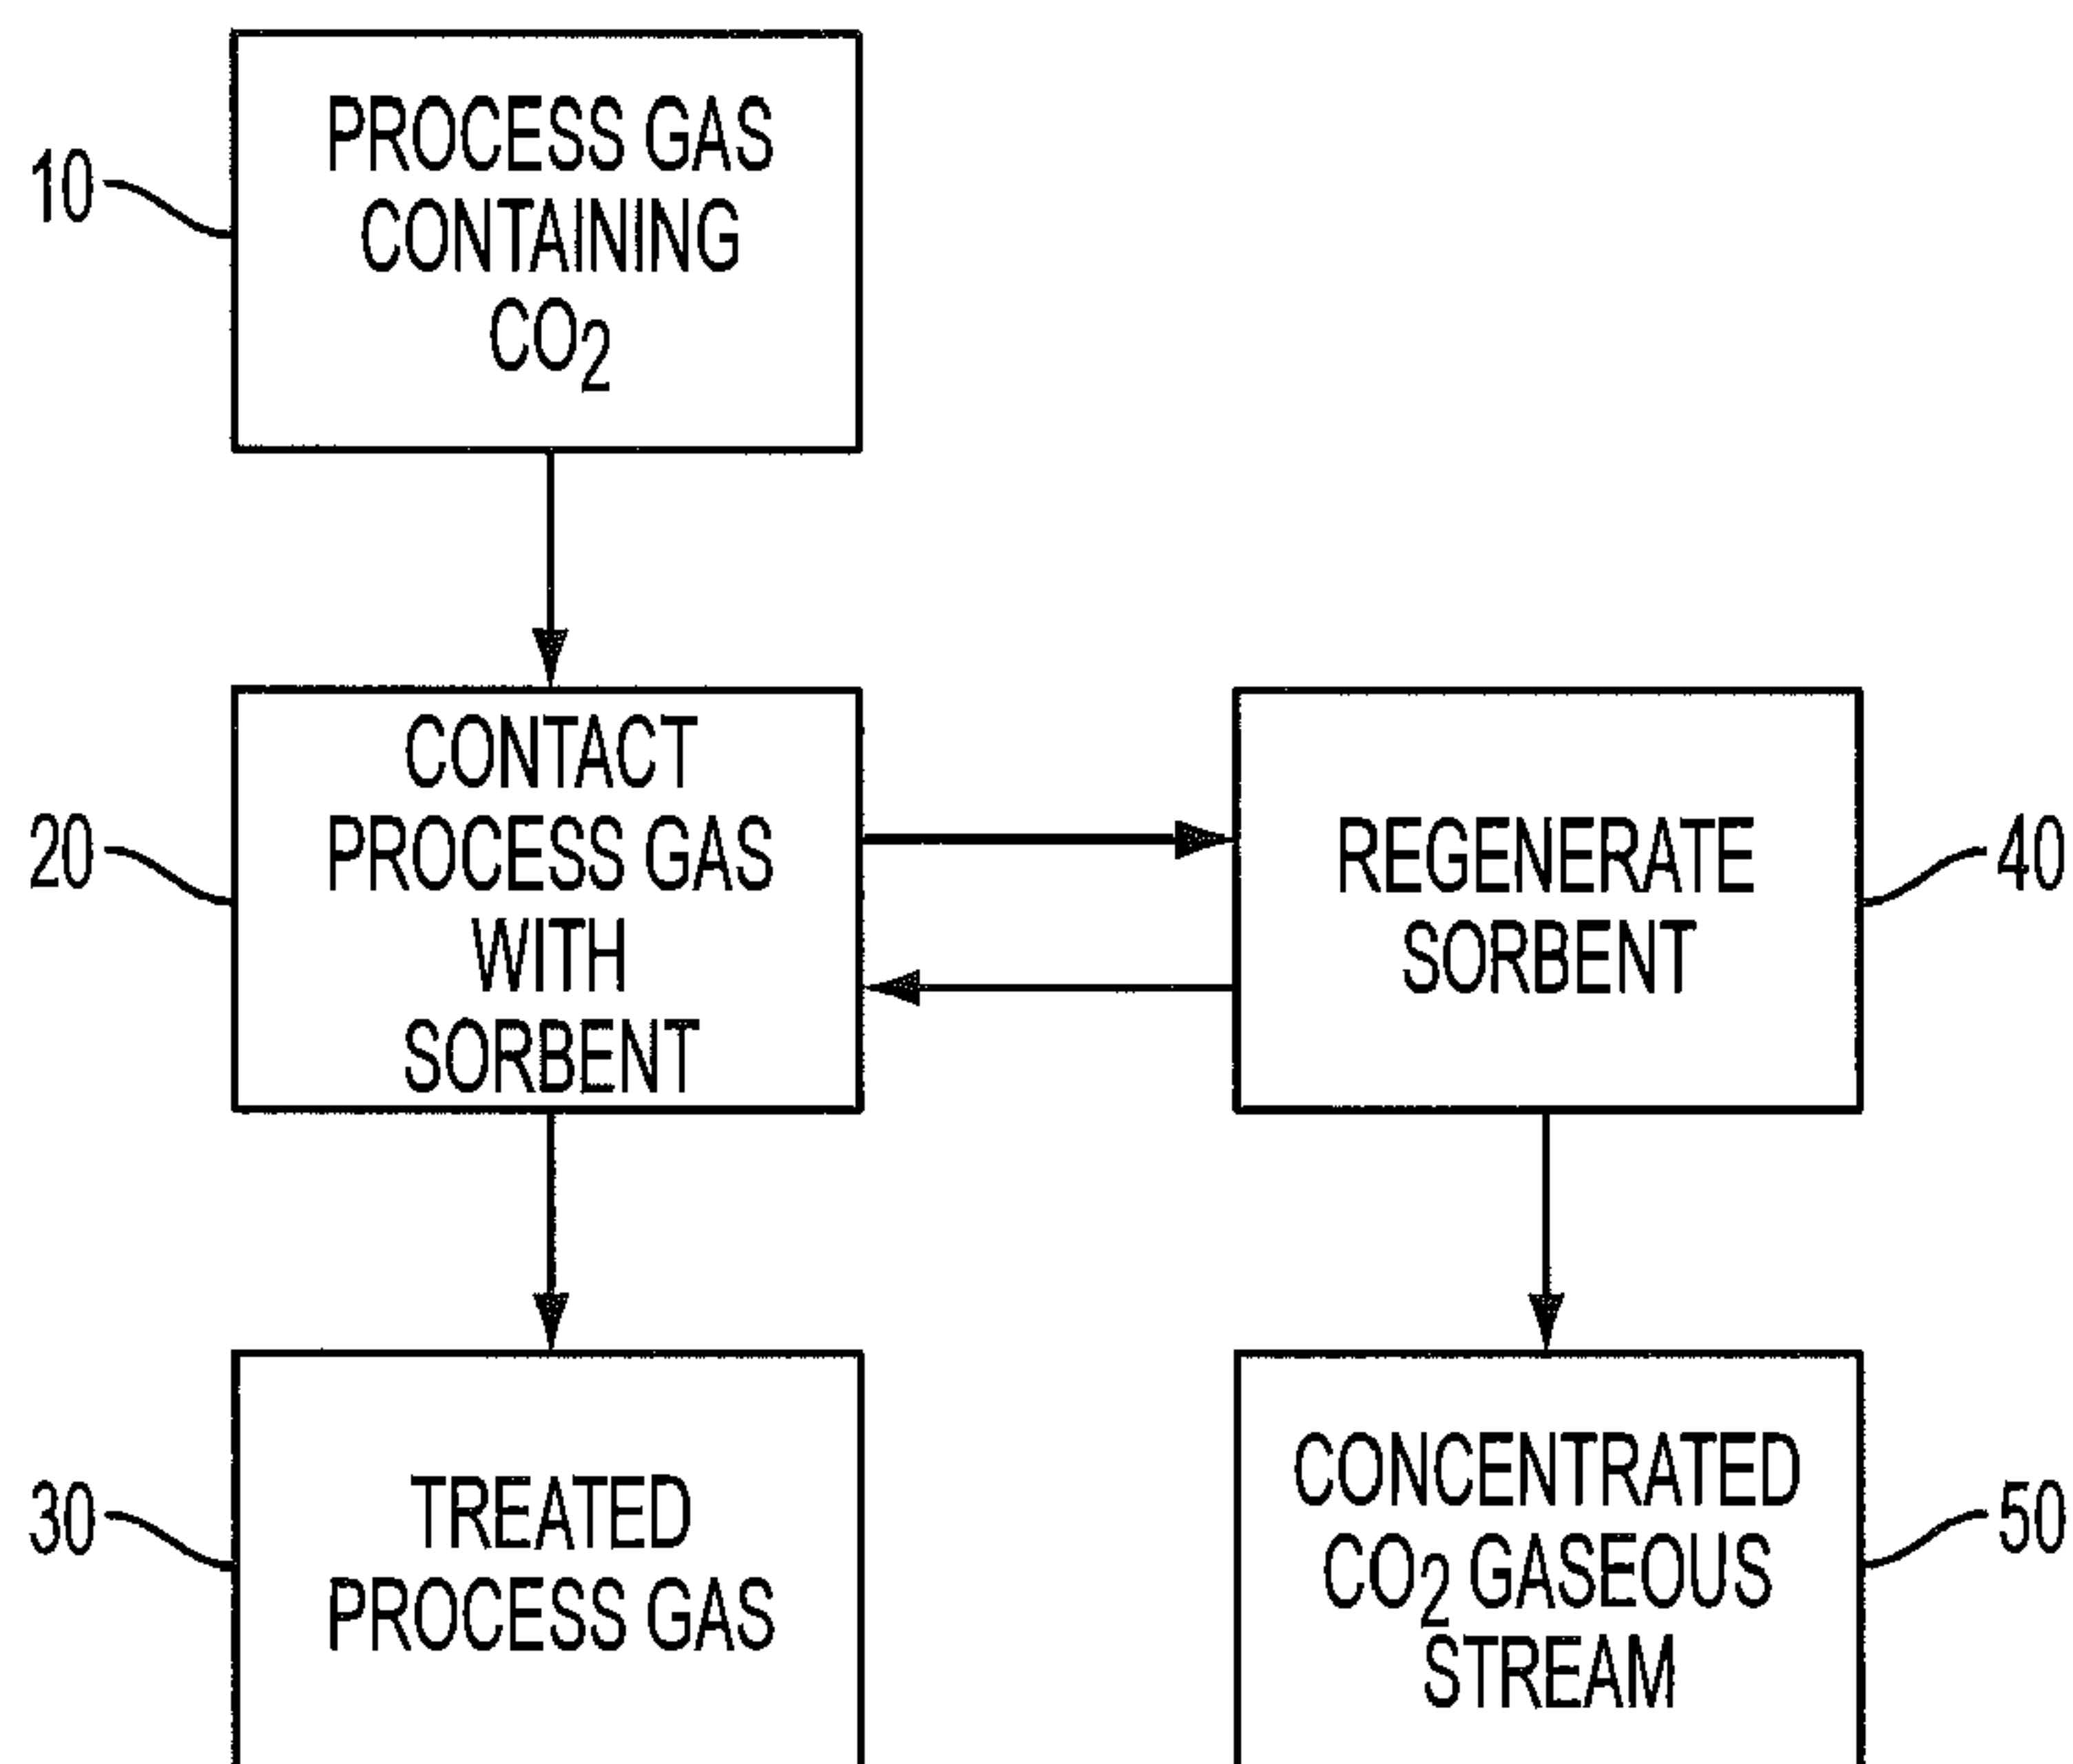 10
PROCESS GAS
CONTAINING
CO₂
20
CONTACT
PROCESS GAS
WITH
SORBENT
REGENERATE
SORBENT
40
30
TREATED
PROCESS GAS
CONCENTRATED
CO₂ GASEOUS
STREAM
50